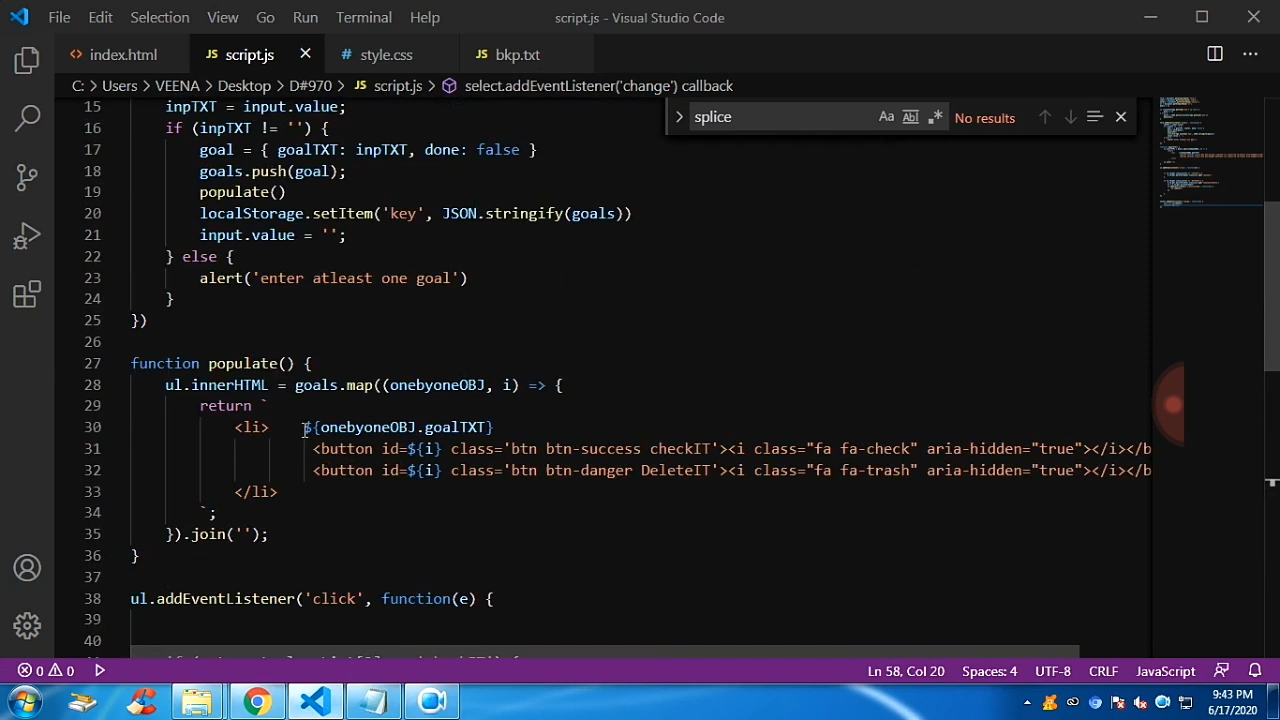 File Edit Selection View Go Run Terminal Help script.js - Visual Studio Code
index.html JS script.js # style.css JS bkp.txt
C: > Users > VEENA > Desktop > D#970 > JS script.js > select.addEventListener('change') callback
splice Aa Abl No results
15 inpTXT = input.value;
16 if (inpTXT != '') {
17 goal = { goalTXT: inpTXT, done: false }
18 goals.push(goal);
19 populate()
20 localStorage.setItem('key', JSON.stringify(goals))
21 input.value = '';
22 } else {
23 alert('enter atleast one goal')
24 }
25 })
26
27 function populate() {
28 ul.innerHTML = goals.map((onebyoneOBJ, i) => {
29 return `
30 <li> ${onebyoneOBJ.goalTXT}
31 <button id=${i} class='btn btn-success checkIT'><i class="fa fa-check" aria-hidden="true"></i></b
32 <button id=${i} class='btn btn-danger DeleteIT'><i class="fa fa-trash" aria-hidden="true"></i></b
33 </li>
34 `;
35 }).join('');
36 }
37
38 ul.addEventListener('click', function(e) {
39
40
0 0 Ln 58, Col 20 Spaces: 4 UTF-8 CRLF JavaScript
9:43 PM
6/17/2020